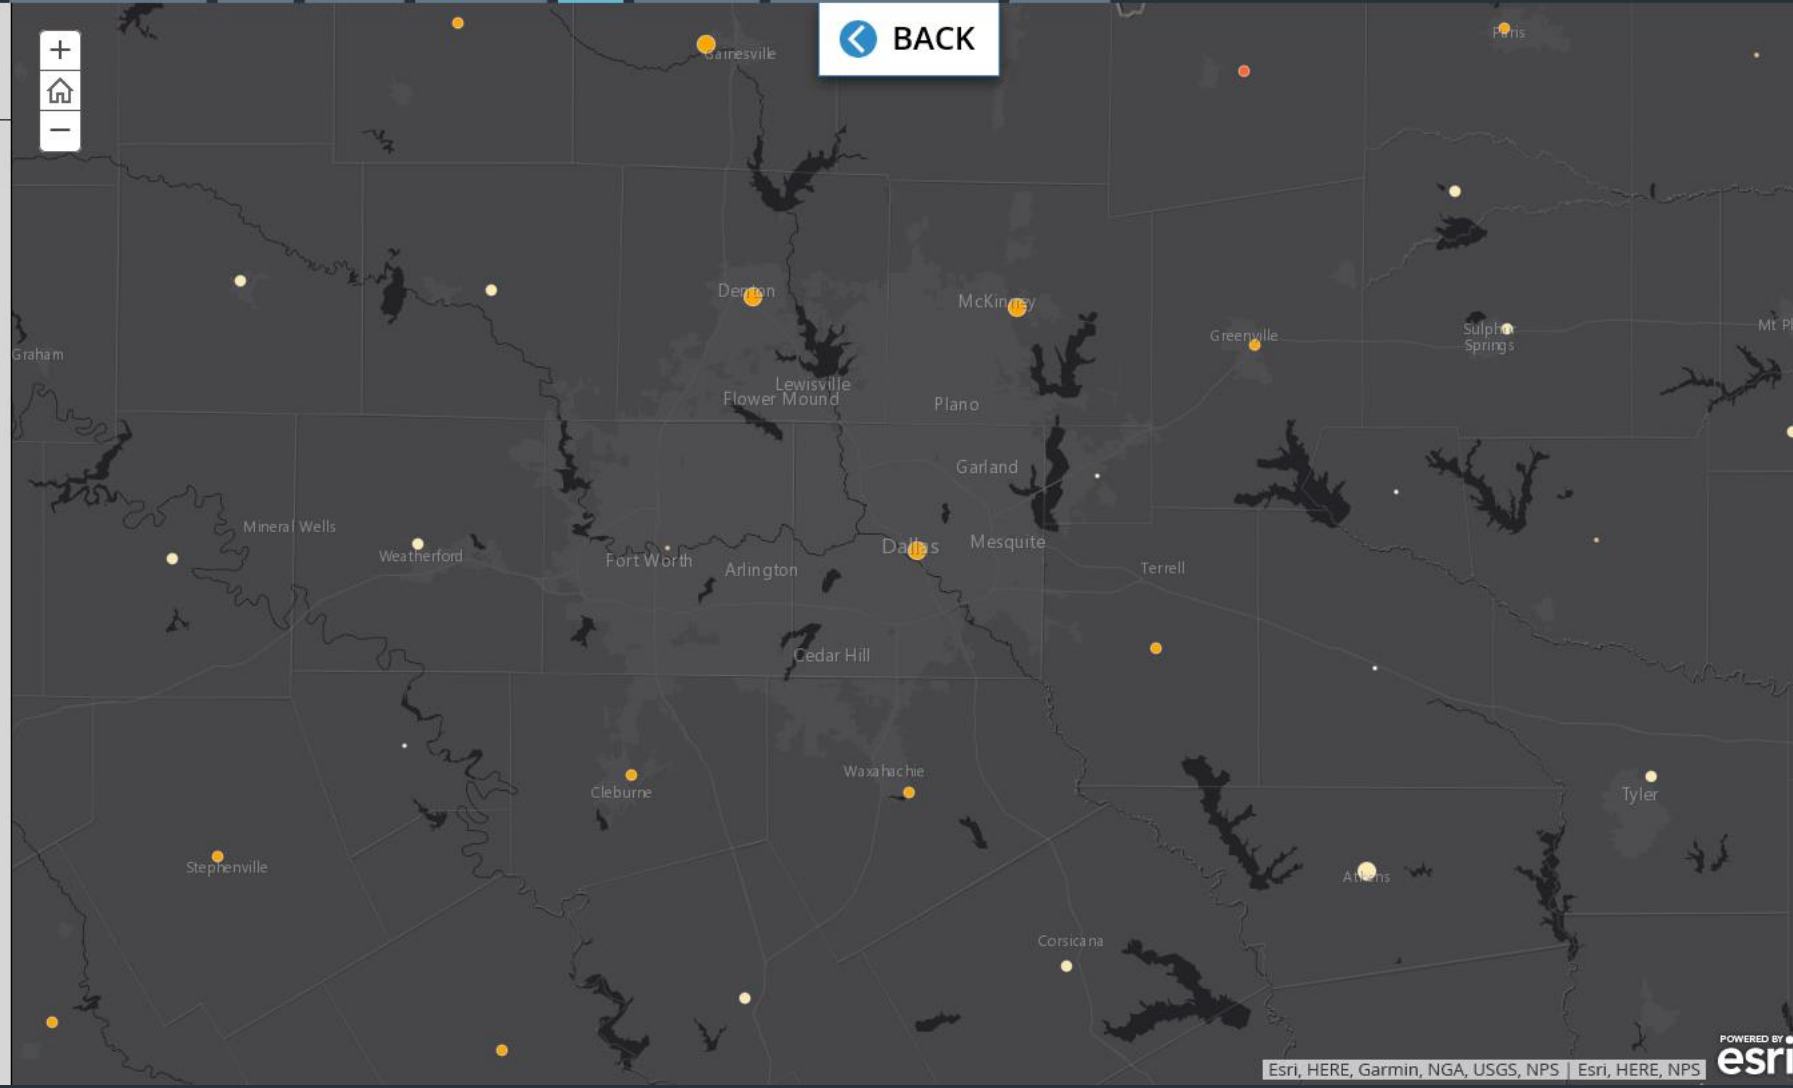 BACK
Gainesville
Paris
Denton
McKinney
Greenville
Sulphur
Springs
Mt Pl
Graham
Lewisville
Flower Mound
Plano
Garland
Mineral Wells
Weatherford
Fort Worth
Arlington
Dallas
Mesquite
Terrell
Cedar Hill
Waxahachie
Cleburne
Tyler
Stephenville
Athens
Corsicana
POWERED BY
esri
Esri, HERE, Garmin, NGA, USGS, NPS | Esri, HERE, NPS